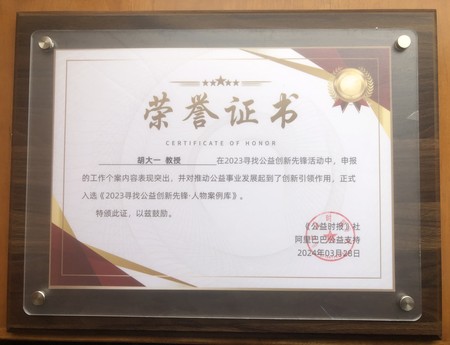 荣誉证书
CERTIFICATE OF HONOR
胡大一 教授 在2023寻找公益创新先锋活动中，申报
的工作个案内容表现突出，并对推动公益事业发展起到了创新引领作用，正式
入选《2023寻找公益创新先锋·人物案例库》。
特颁此证，以兹鼓励。
《公益时报》社
阿里巴巴公益支持
2024年03月28日